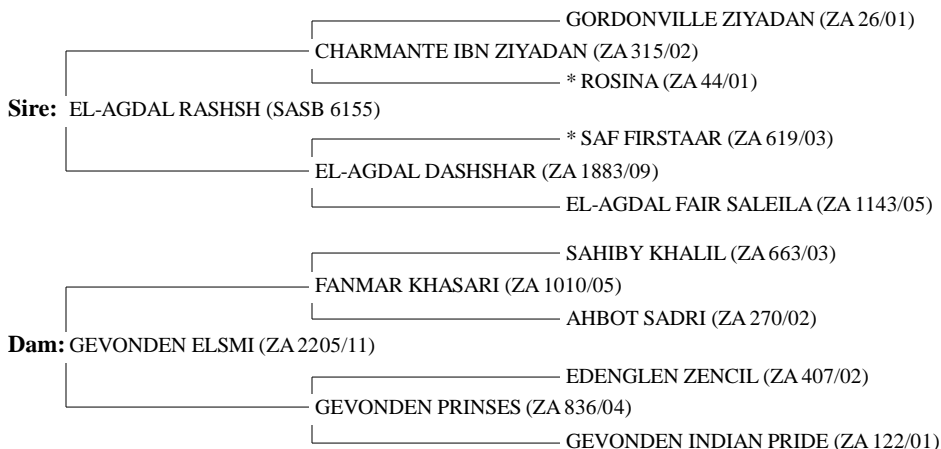 GORDONVILLE ZIYADAN (ZA 26/01)
CHARMANTE IBN ZIYADAN (ZA 315/02)
* ROSINA (ZA 44/01)
Sire: EL-AGDAL RASHSH (SASB 6155)
* SAF FIRSTAAR (ZA 619/03)
EL-AGDAL DASHSHAR (ZA 1883/09)
EL-AGDAL FAIR SALEILA (ZA 1143/05)
SAHIBY KHALIL (ZA 663/03)
FANMAR KHASARI (ZA 1010/05)
AHBOT SADRI (ZA 270/02)
Dam: GEVONDEN ELSMI (ZA 2205/11)
EDENGLEN ZENCIL (ZA 407/02)
GEVONDEN PRINSES (ZA 836/04)
GEVONDEN INDIAN PRIDE (ZA 122/01)